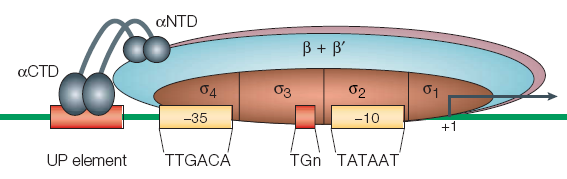 αNTD
β + β′
αCTD
σ4 σ3 σ2 σ1
–35 –10
+1
UP element TTGACA TGn TATAAT